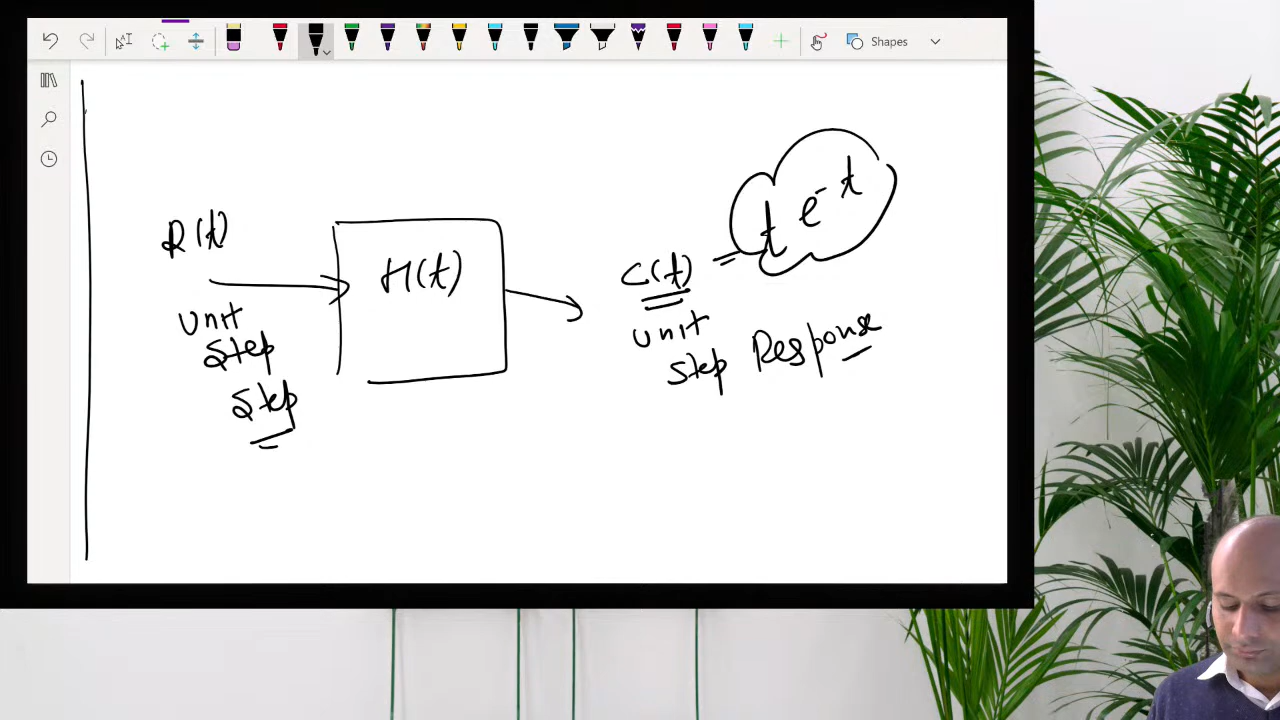 Shapes
R(t)
unit
step
step
H(t)
C(t) = t e^-t
unit
step Response